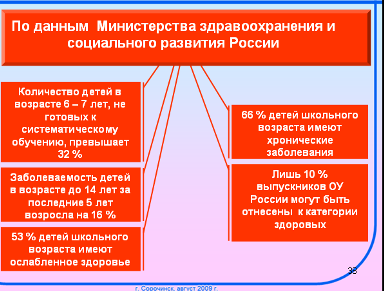 По данным Министерства здравоохранения и
социального развития России
Количество детей в
возрасте 6 – 7 лет, не
готовых к
систематическому
обучению, превышает
32 %
Заболеваемость детей
в возрасте до 14 лет за
последние 5 лет
возросла на 16 %
53 % детей школьного
возраста имеют
ослабленное здоровье
66 % детей школьного
возраста имеют
хронические
заболевания
Лишь 10 %
выпускников ОУ
России могут быть
отнесены к категории
здоровых
г. Сорочинск, август 2009 г.